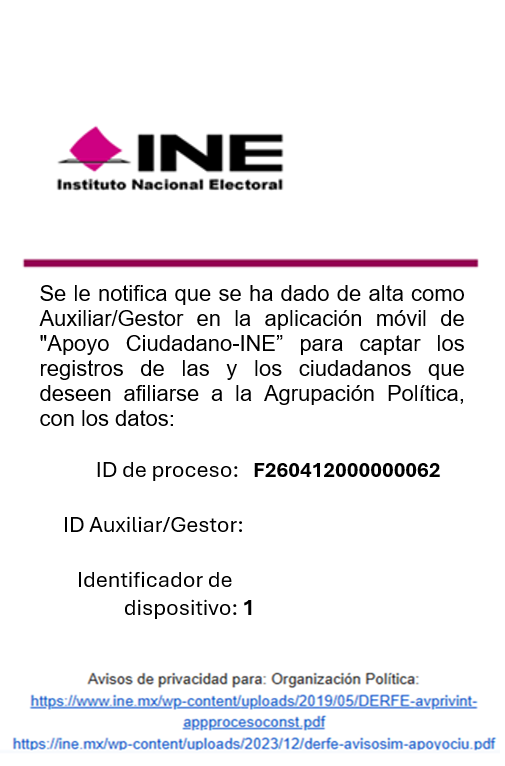 INE
Instituto Nacional Electoral
Se le notifica que se ha dado de alta como
Auxiliar/Gestor en la aplicación móvil de
"Apoyo Ciudadano-INE” para captar los
registros de las y los ciudadanos que
deseen afiliarse a la Agrupación Política,
con los datos:
ID de proceso: F260412000000062
ID Auxiliar/Gestor:
Identificador de
dispositivo: 1
Avisos de privacidad para: Organización Política:
https://www.ine.mx/wp-content/uploads/2019/05/DERFE-avprivint-
appprocesoconst.pdf
https://ine.mx/wp-content/uploads/2023/12/derfe-avisosim-apoyociu.pdf